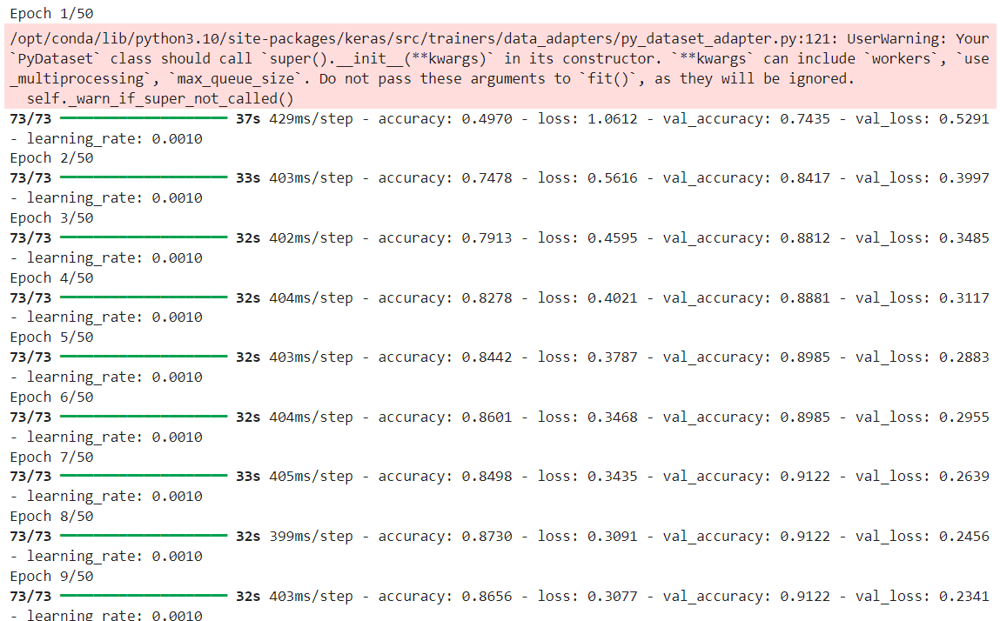 Epoch 1/50
/opt/conda/lib/python3.10/site-packages/keras/src/trainers/data_adapters/py_dataset_adapter.py:121: UserWarning: Your
`PyDataset` class should call `super().__init__(**kwargs)` in its constructor. `**kwargs` can include `workers`, `use
_multiprocessing`, `max_queue_size`. Do not pass these arguments to `fit()`, as they will be ignored.
  self._warn_if_super_not_called()
73/73 ━━━━━━━━━━━━━━━━━━━━ 37s 429ms/step - accuracy: 0.4970 - loss: 1.0612 - val_accuracy: 0.7435 - val_loss: 0.5291
- learning_rate: 0.0010
Epoch 2/50
73/73 ━━━━━━━━━━━━━━━━━━━━ 33s 403ms/step - accuracy: 0.7478 - loss: 0.5616 - val_accuracy: 0.8417 - val_loss: 0.3997
- learning_rate: 0.0010
Epoch 3/50
73/73 ━━━━━━━━━━━━━━━━━━━━ 32s 402ms/step - accuracy: 0.7913 - loss: 0.4595 - val_accuracy: 0.8812 - val_loss: 0.3485
- learning_rate: 0.0010
Epoch 4/50
73/73 ━━━━━━━━━━━━━━━━━━━━ 32s 404ms/step - accuracy: 0.8278 - loss: 0.4021 - val_accuracy: 0.8881 - val_loss: 0.3117
- learning_rate: 0.0010
Epoch 5/50
73/73 ━━━━━━━━━━━━━━━━━━━━ 32s 403ms/step - accuracy: 0.8442 - loss: 0.3787 - val_accuracy: 0.8985 - val_loss: 0.2883
- learning_rate: 0.0010
Epoch 6/50
73/73 ━━━━━━━━━━━━━━━━━━━━ 32s 404ms/step - accuracy: 0.8601 - loss: 0.3468 - val_accuracy: 0.8985 - val_loss: 0.2955
- learning_rate: 0.0010
Epoch 7/50
73/73 ━━━━━━━━━━━━━━━━━━━━ 33s 405ms/step - accuracy: 0.8498 - loss: 0.3435 - val_accuracy: 0.9122 - val_loss: 0.2639
- learning_rate: 0.0010
Epoch 8/50
73/73 ━━━━━━━━━━━━━━━━━━━━ 32s 399ms/step - accuracy: 0.8730 - loss: 0.3091 - val_accuracy: 0.9122 - val_loss: 0.2456
- learning_rate: 0.0010
Epoch 9/50
73/73 ━━━━━━━━━━━━━━━━━━━━ 32s 403ms/step - accuracy: 0.8656 - loss: 0.3077 - val_accuracy: 0.9122 - val_loss: 0.2341
- learning_rate: 0.0010